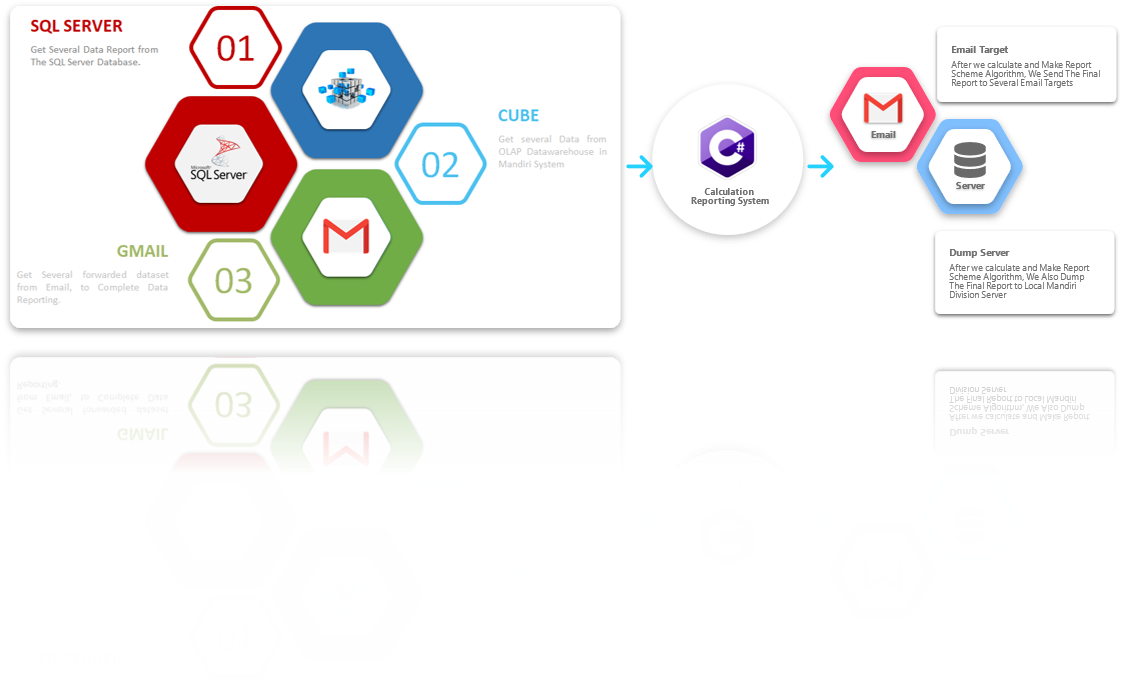 SQL SERVER
Get Several Data Report from
The SQL Server Database.
01
Microsoft
SQL Server
CUBE
Get several Data from
OLAP Datawarehouse in
Mandiri System
02
GMAIL
Get Several forwarded dataset
from Email, to Complete Data
Reporting.
03
C#
Calculation
Reporting System
Email
Server
Email Target
After we calculate and Make Report
Scheme Algorithm, We Send The Final
Report to Several Email Targets
Dump Server
After we calculate and Make Report
Scheme Algorithm, We Also Dump
The Final Report to Local Mandiri
Division Server